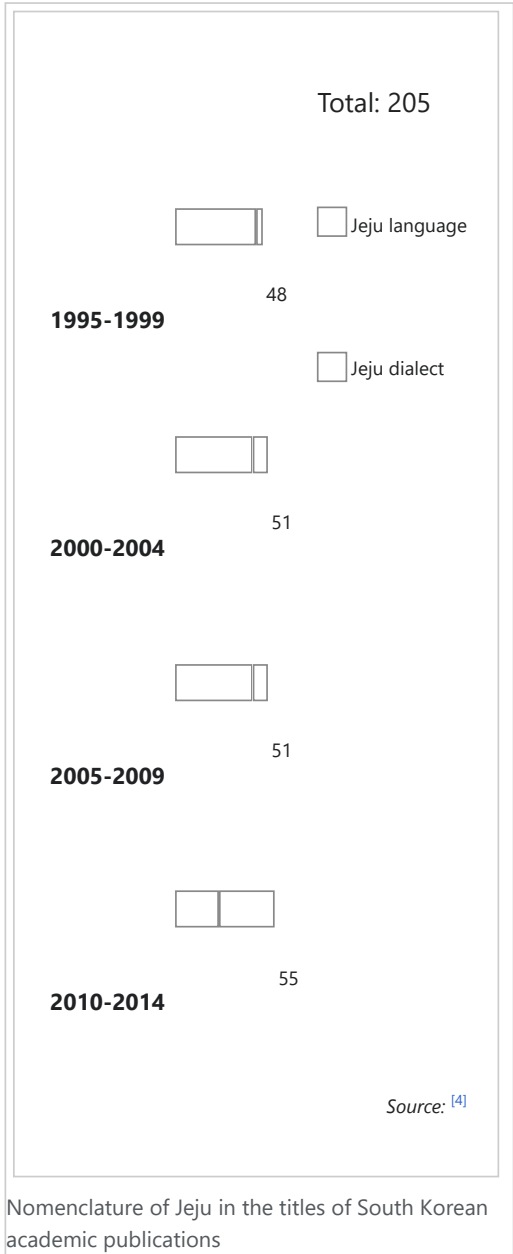 Total: 205
Jeju language
48
1995-1999
Jeju dialect
51
2000-2004
51
2005-2009
55
2010-2014
Source: [4]
Nomenclature of Jeju in the titles of South Korean
academic publications